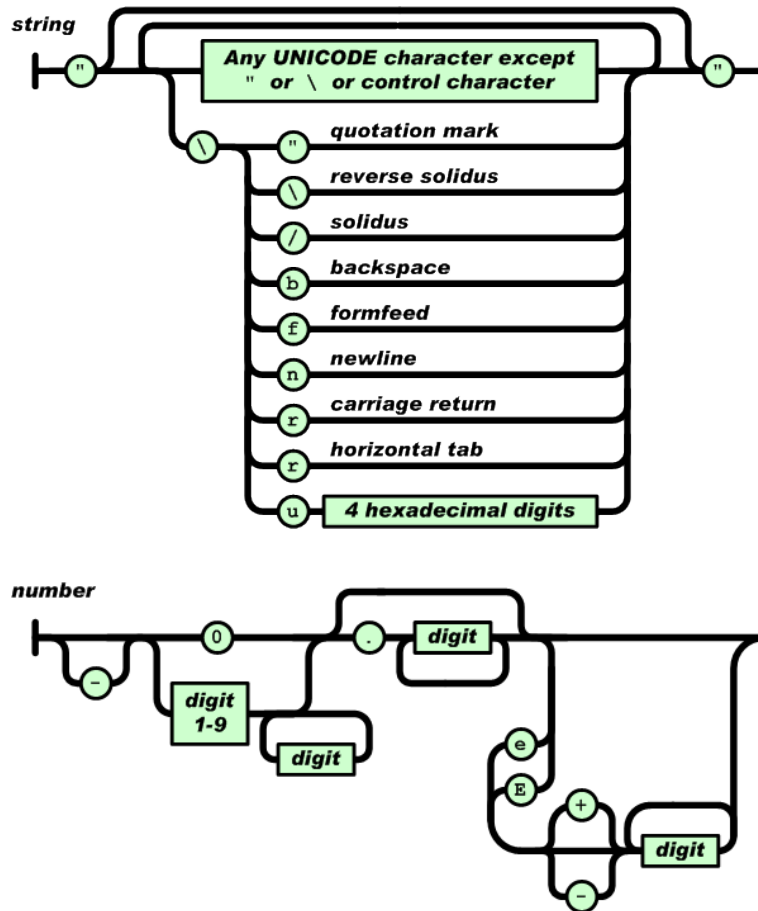 string
"
Any UNICODE character except
" or \ or control character
"
\
" quotation mark
\ reverse solidus
/ solidus
b backspace
f formfeed
n newline
r carriage return
r horizontal tab
u 4 hexadecimal digits
number
0
. digit
-
digit
1-9
digit
e
E
+
digit
-